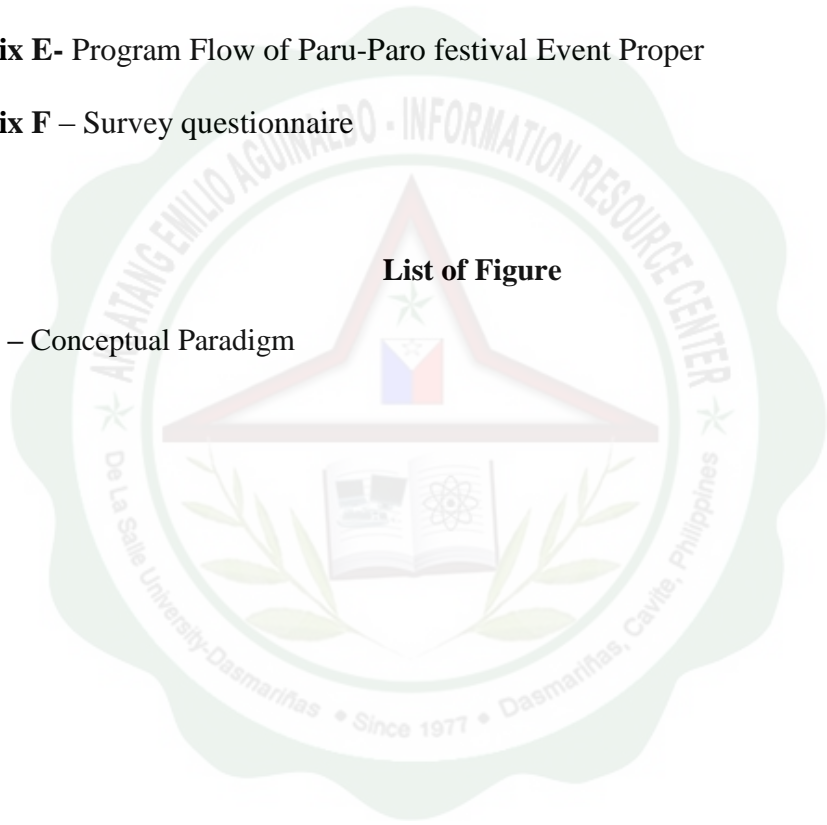 ix E- Program Flow of Paru-Paro festival Event Proper
ix F – Survey questionnaire
AKLATANG EMILIO AGUINALDO - INFORMATION RESOURCE CENTER
List of Figure
– Conceptual Paradigm
De La Salle University-Dasmariñas • Since 1977 • Dasmariñas, Cavite, Philippines